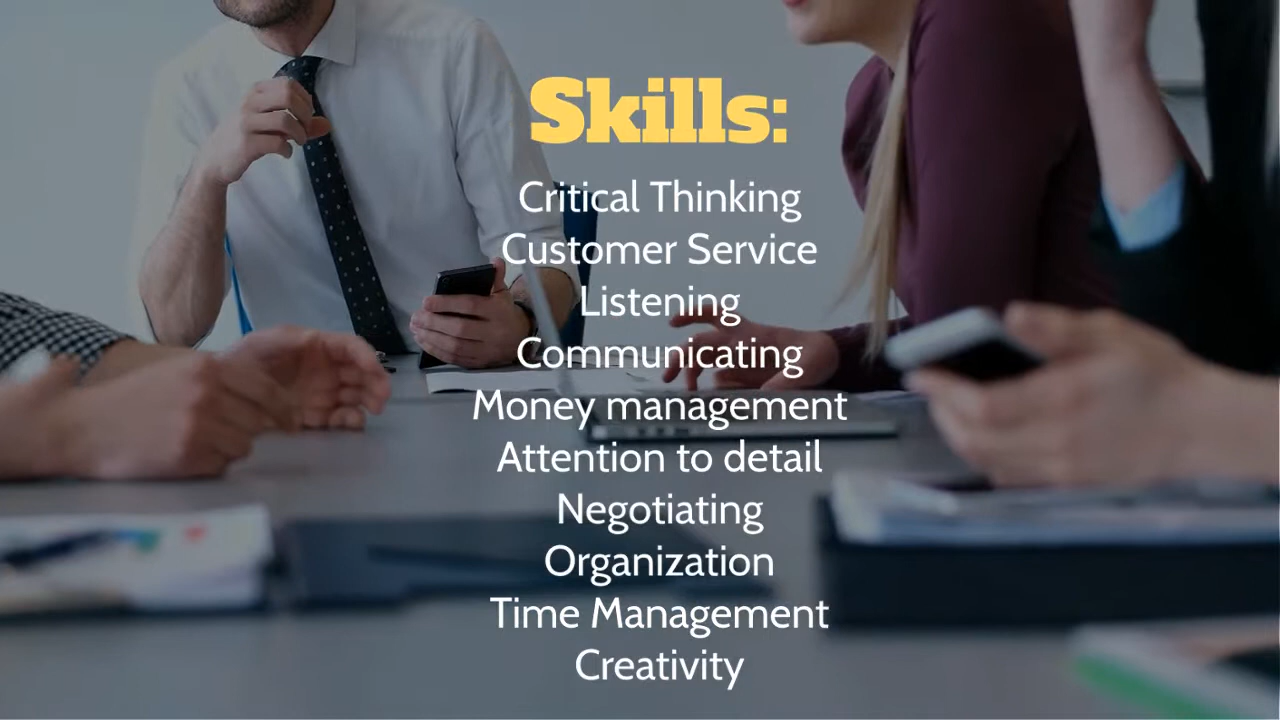 Skills:
Critical Thinking
Customer Service
Listening
Communicating
Money management
Attention to detail
Negotiating
Organization
Time Management
Creativity